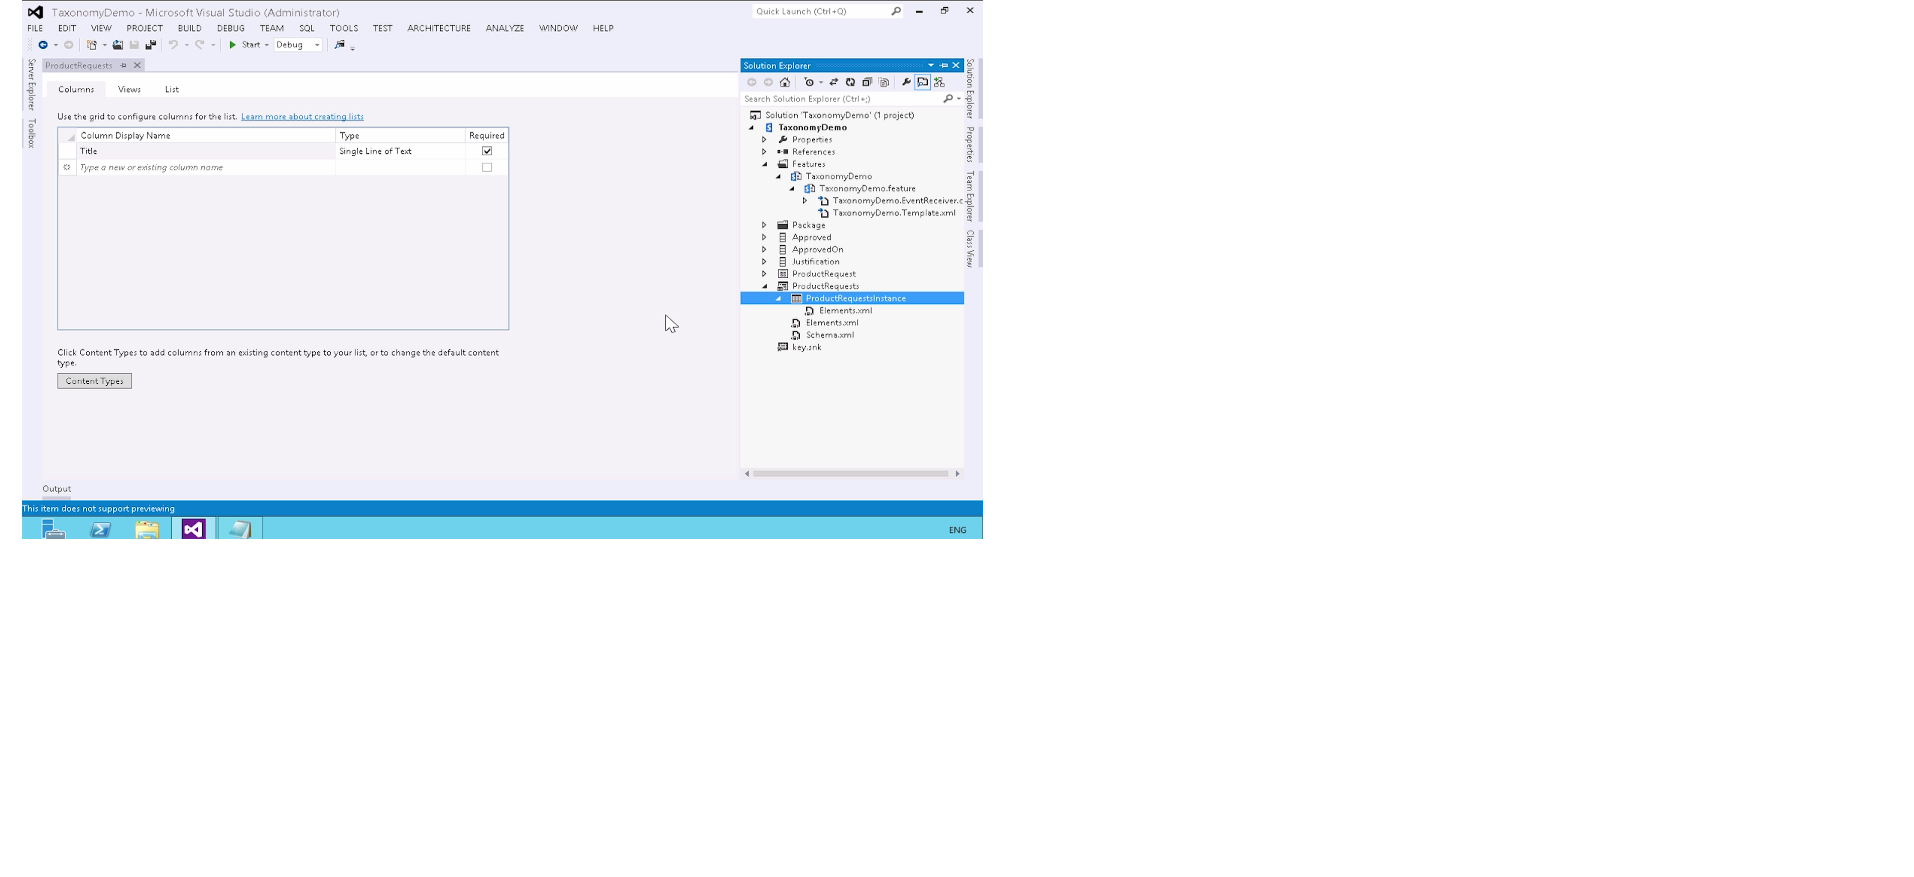 TaxonomyDemo - Microsoft Visual Studio (Administrator)
Quick Launch (Ctrl+Q)
FILE EDIT VIEW PROJECT BUILD DEBUG TEAM SQL TOOLS TEST ARCHITECTURE ANALYZE WINDOW HELP
Start Debug
Server Explorer
Toolbox
ProductRequests
Columns Views List
Use the grid to configure columns for the list. Learn more about creating lists
Column Display Name Type Required
Title Single Line of Text
Type a new or existing column name
Click Content Types to add columns from an existing content type to your list, or to change the default content
type.
Content Types
Solution Explorer
Search Solution Explorer (Ctrl+;)
Solution 'TaxonomyDemo' (1 project)
TaxonomyDemo
Properties
References
Features
TaxonomyDemo
TaxonomyDemo.feature
TaxonomyDemo.EventReceiver.c
TaxonomyDemo.Template.xml
Package
Approved
ApprovedOn
Justification
ProductRequest
ProductRequests
ProductRequestsInstance
Elements.xml
Elements.xml
Schema.xml
key.snk
Solution Explorer
Properties
Team Explorer
Class View
Output
This item does not support previewing
ENG